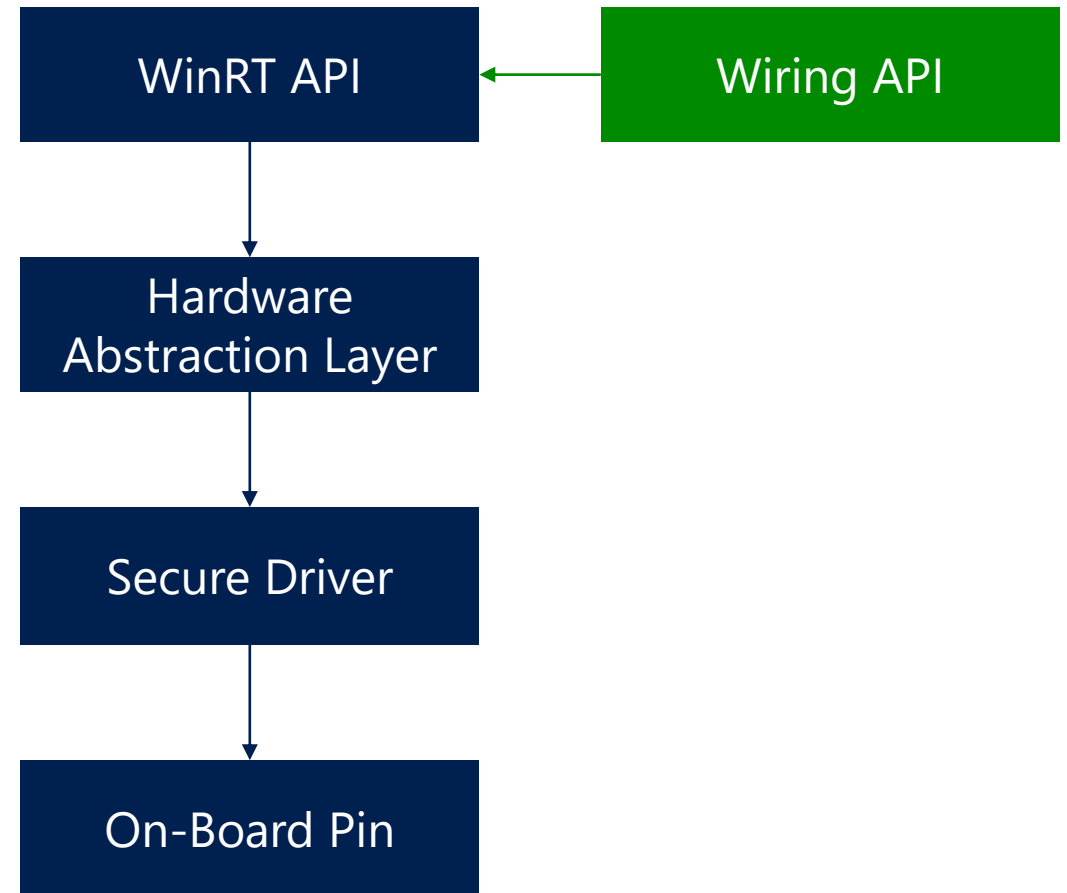 WinRT API
Wiring API
Hardware
Abstraction Layer
Secure Driver
On-Board Pin